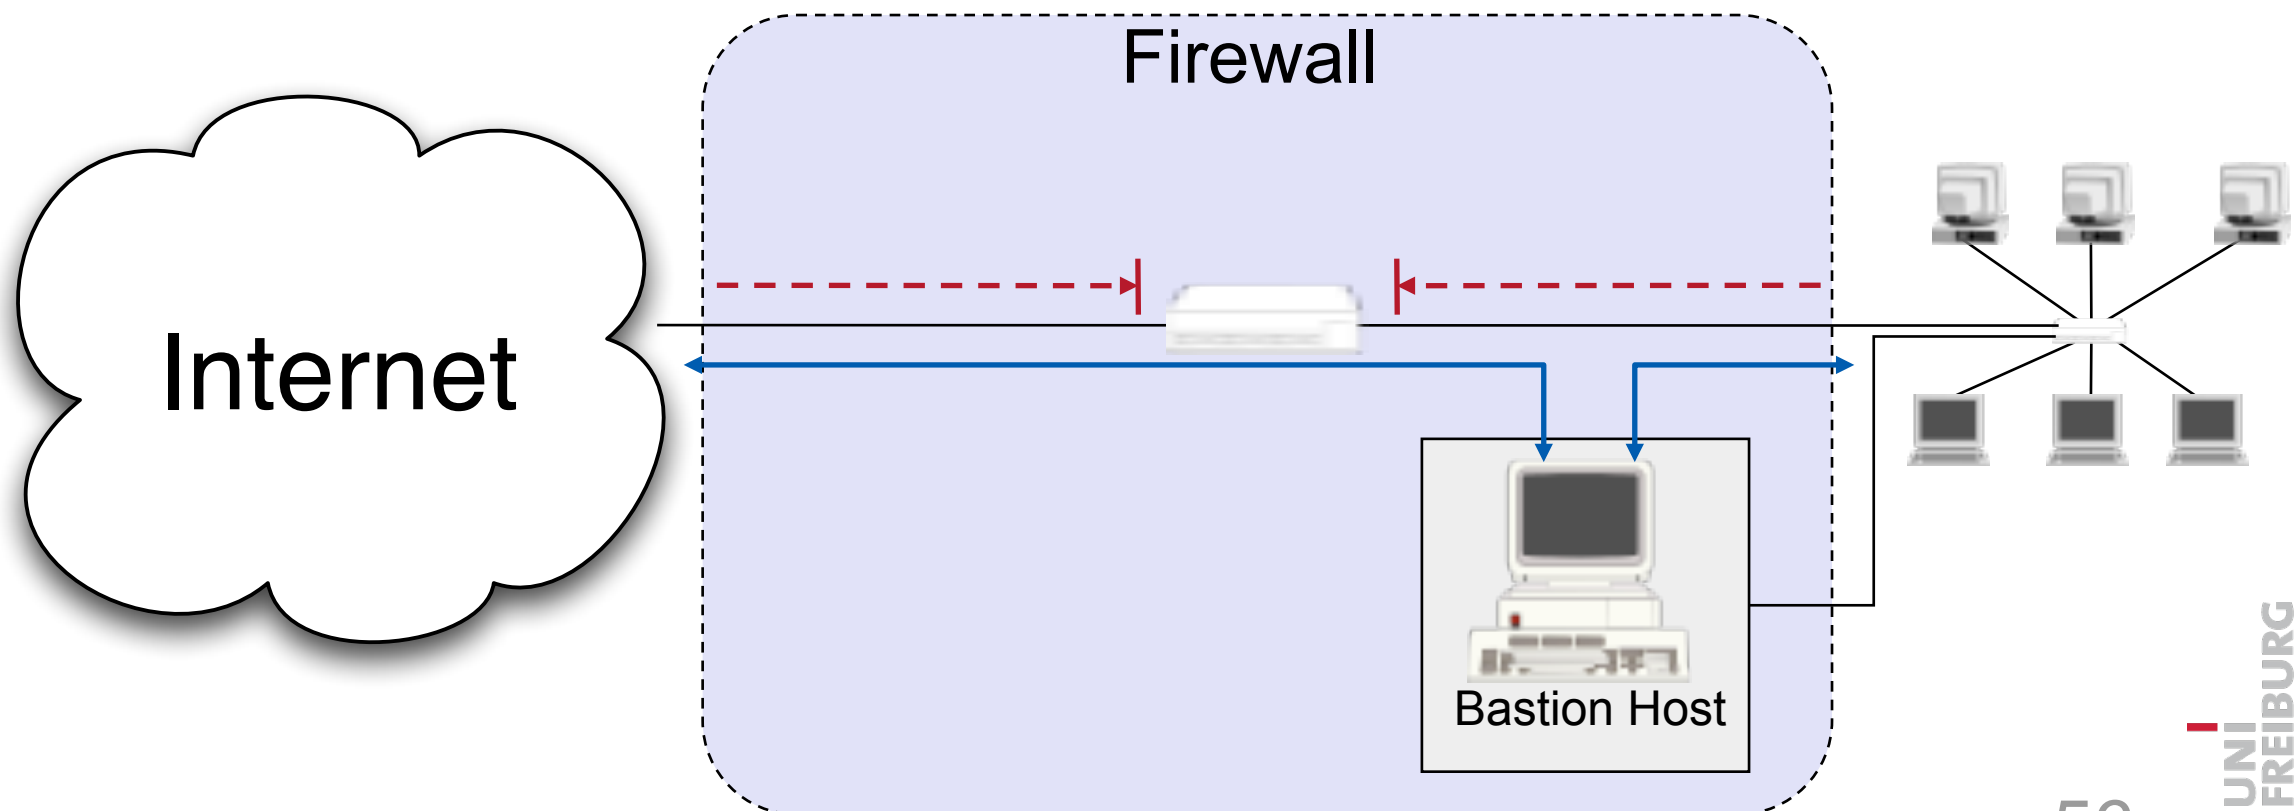 Firewall
Internet
Bastion Host
UNI
FREIBURG